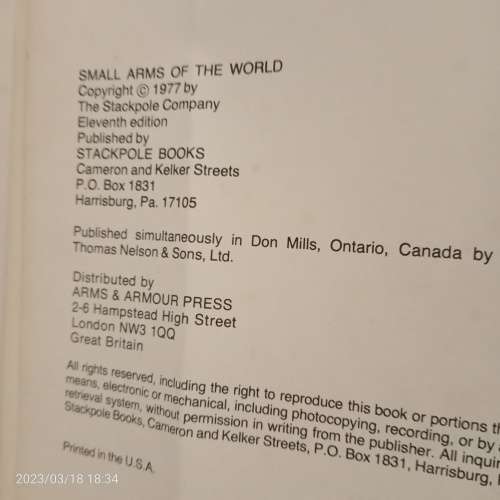 SMALL ARMS OF THE WORLD
Copyright © 1977 by
The Stackpole Company
Eleventh edition
Published by
STACKPOLE BOOKS
Cameron and Kelker Streets
P.O. Box 1831
Harrisburg, Pa. 17105
Published simultaneously in Don Mills, Ontario, Canada by
Thomas Nelson & Sons, Ltd.
Distributed by
ARMS & ARMOUR PRESS
2-6 Hampstead High Street
London NW3 1QQ
Great Britain
All rights reserved, including the right to reproduce this book or portions
means, electronic or mechanical, including photocopying, recording, or by
retrieval system, without permission in writing from the publisher. All
Stackpole Books, Cameron and Kelker Streets, P.O. Box 1831, Harrisburg,
Printed in the U.S.A.
2023/03/18 18:34